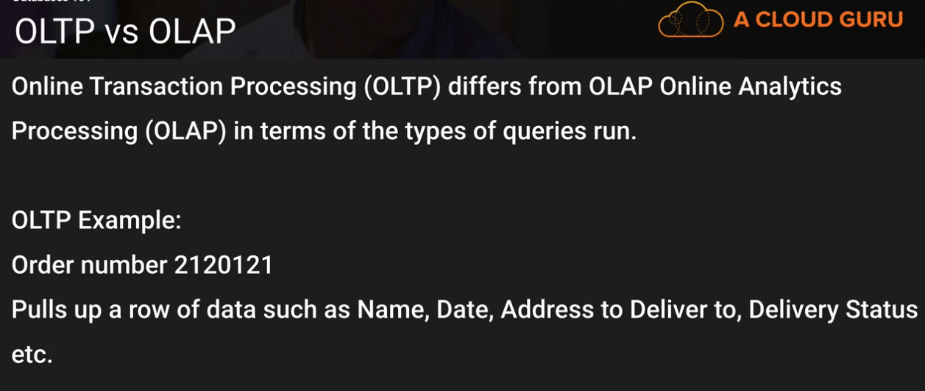 OLTP vs OLAP
A CLOUD GURU
Online Transaction Processing (OLTP) differs from OLAP Online Analytics
Processing (OLAP) in terms of the types of queries run.
OLTP Example:
Order number 2120121
Pulls up a row of data such as Name, Date, Address to Deliver to, Delivery Status
etc.